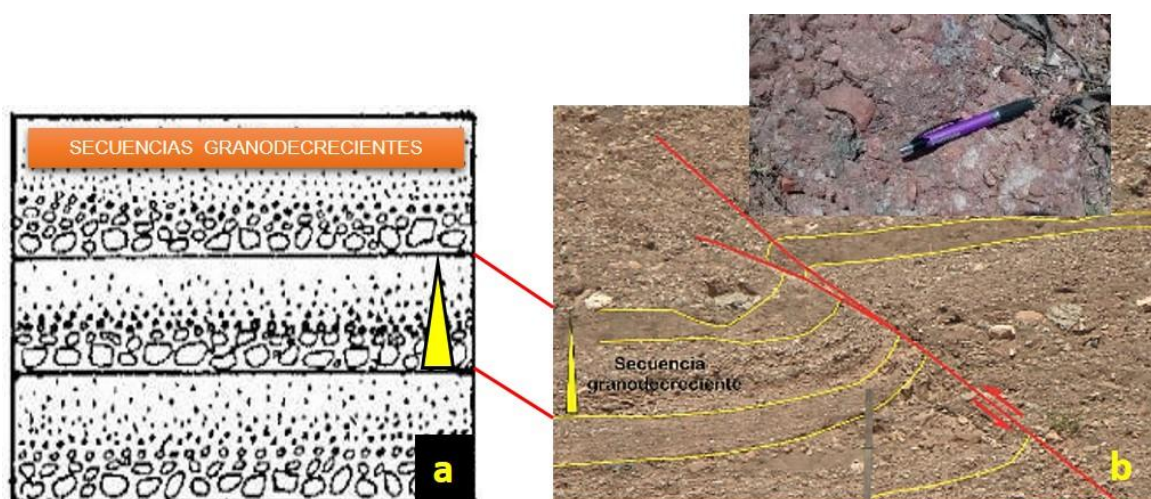 SECUENCIAS GRANODECRECIENTES
a
Secuencia
granodecreciente
b